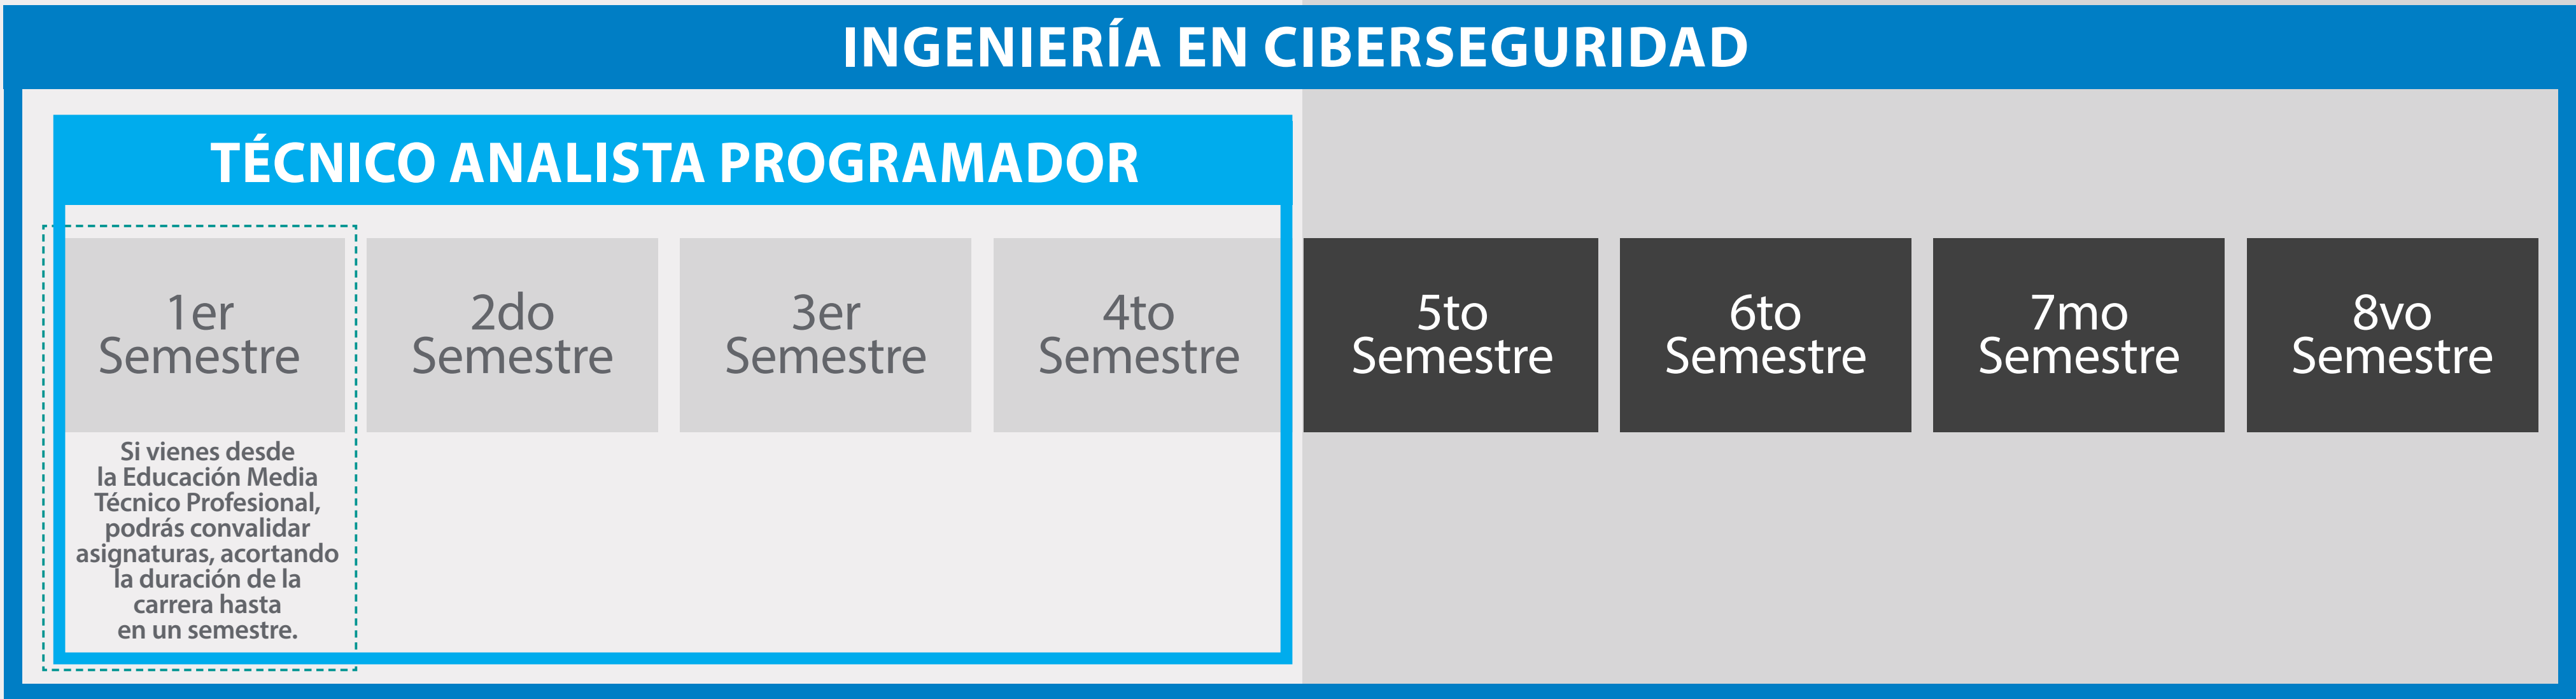 INGENIERÍA EN CIBERSEGURIDAD
TÉCNICO ANALISTA PROGRAMADOR
1er
Semestre
2do
Semestre
3er
Semestre
4to
Semestre
5to
Semestre
6to
Semestre
7mo
Semestre
8vo
Semestre
Si vienes desde
la Educación Media
Técnico Profesional,
podrás convalidar
asignaturas, acortando
la duración de la
carrera hasta
en un semestre.